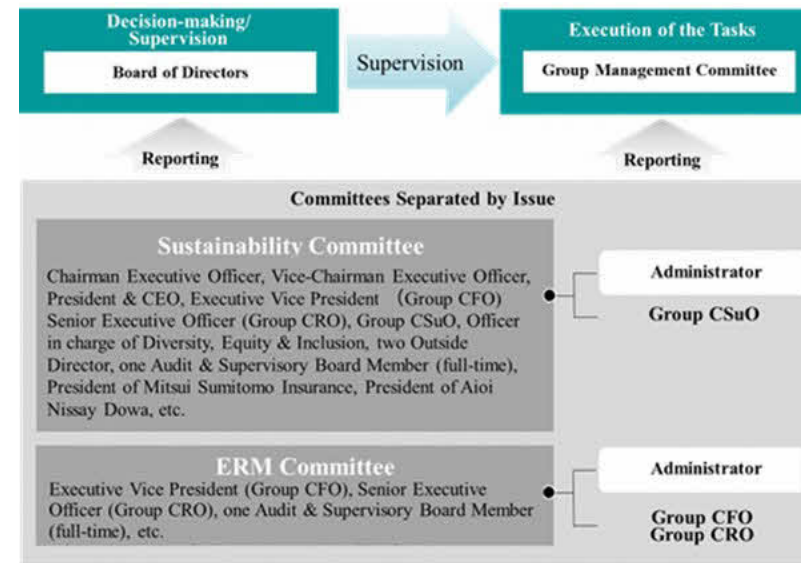 Decision-making/
Supervision
Board of Directors
Supervision
Execution of the Tasks
Group Management Committee
Reporting
Reporting
Committees Separated by Issue
Sustainability Committee
Chairman Executive Officer, Vice-Chairman Executive Officer,
President & CEO, Executive Vice President （Group CFO)
Senior Executive Officer (Group CRO), Group CSuO, Officer
in charge of Diversity, Equity & Inclusion, two Outside
Director, one Audit & Supervisory Board Member (full-time),
President of Mitsui Sumitomo Insurance, President of Aioi
Nissay Dowa, etc.
Administrator
Group CSuO
ERM Committee
Executive Vice President (Group CFO), Senior Executive
Officer (Group CRO), one Audit & Supervisory Board Member
(full-time), etc.
Administrator
Group CFO
Group CRO